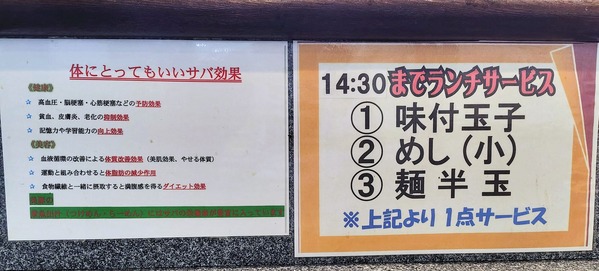 体にとってもいいサバ効果
《健康》
☆ 高血圧・脳梗塞・心筋梗塞などの予防効果
☆ 貧血、皮膚炎、老化の抑制効果
☆ 記憶力や学習能力の向上効果
《美容》
☆ 血液循環の改善による体質改善効果（美肌効果、やせる体質）
☆ 運動と組み合わせると体脂肪の減少作用
☆ 食物繊維と一緒に摂取すると満腹感を得るダイエット効果
14:30までランチサービス
① 味付玉子
② めし（小）
③ 麺半玉
※上記より1点サービス